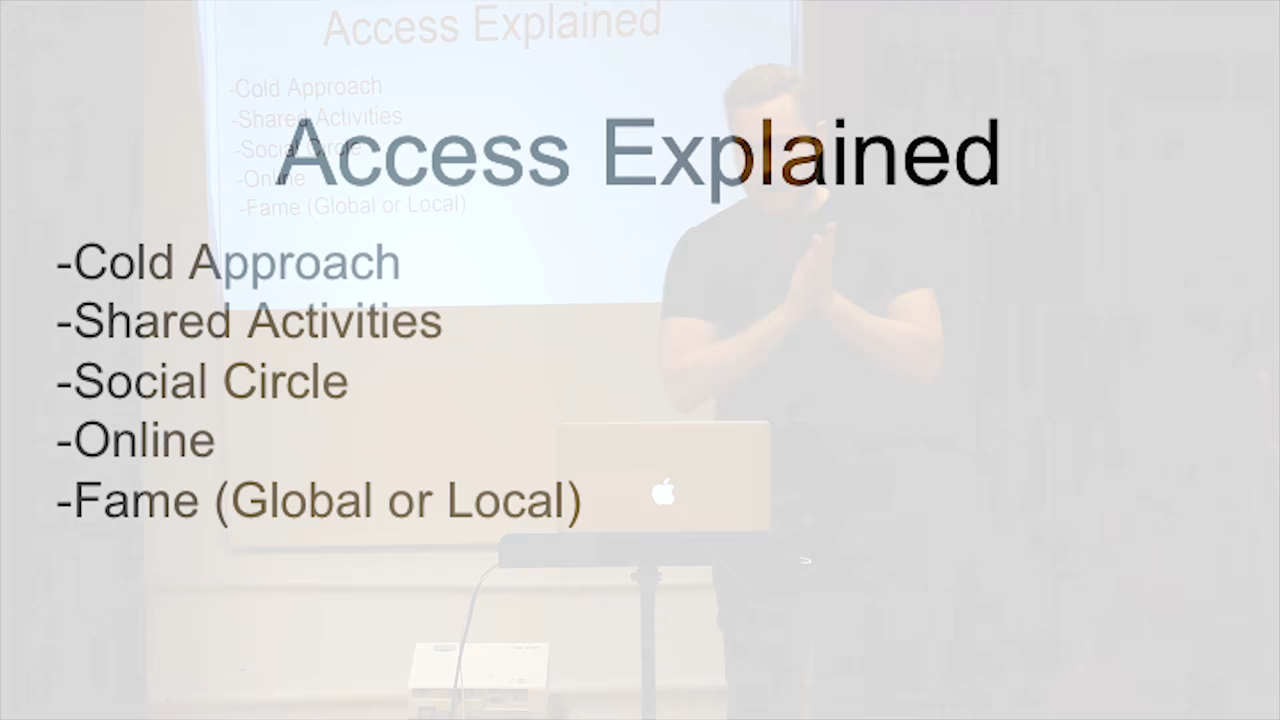 Access Explained
-Cold Approach
-Shared Activities
-Social Circle
-Online
-Fame (Global or Local)
Access Explained
-Cold Approach
-Shared Activities
-Social Circle
-Online
-Fame (Global or Local)